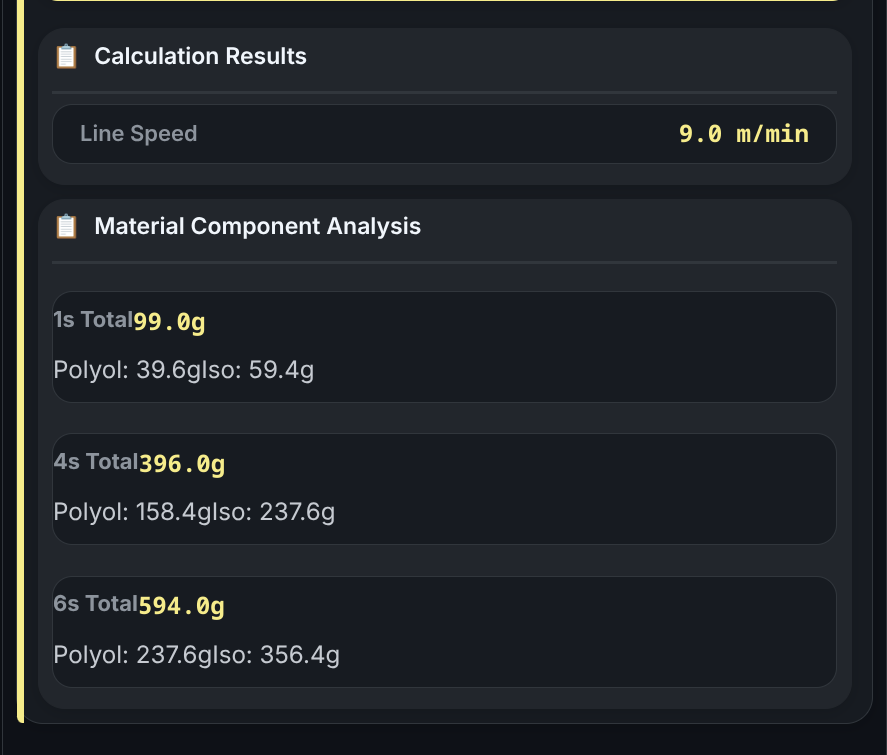 📋 Calculation Results
Line Speed 9.0 m/min
📋 Material Component Analysis
1s Total99.0g
Polyol: 39.6gIso: 59.4g
4s Total396.0g
Polyol: 158.4gIso: 237.6g
6s Total594.0g
Polyol: 237.6gIso: 356.4g